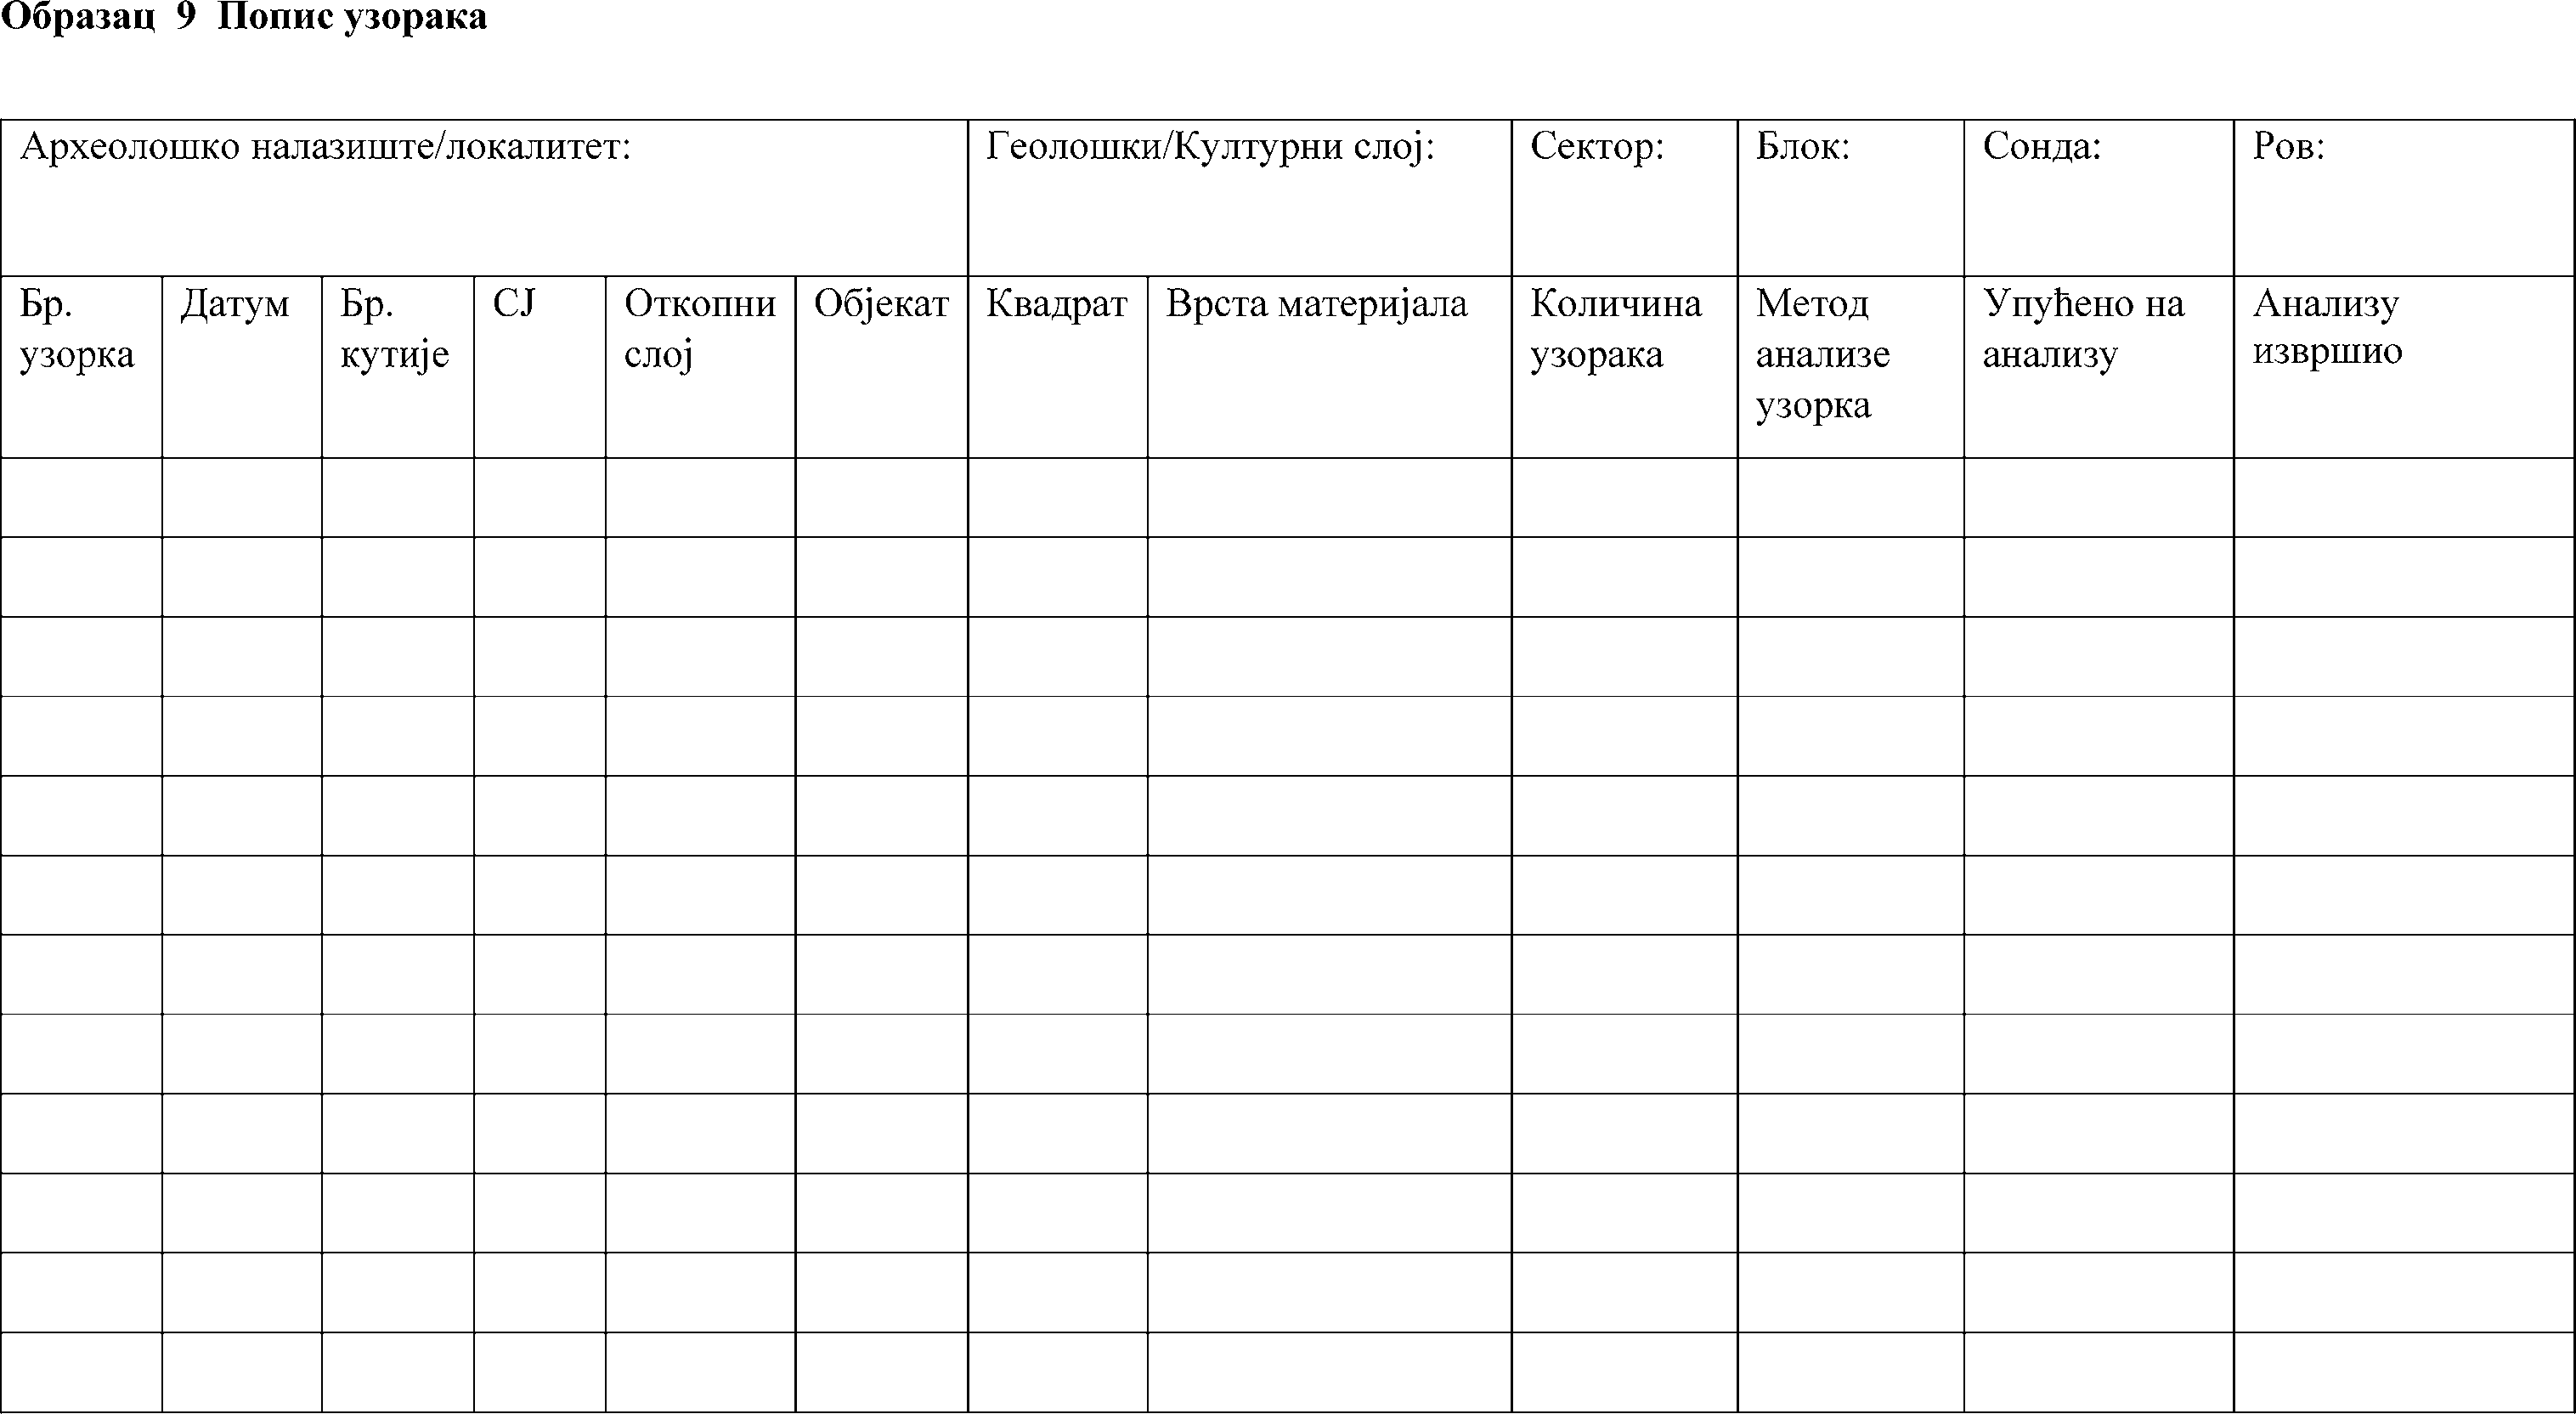 Образац 9 Попис узорака
Археолошко налазиште/локалитет: Геолошки/Културни слој: Сектор: Блок: Сонда: Ров:
Бр. Датум Бр. СЈ Откопни Објекат Квадрат Врста материјала Количина Метод Упућено на Анализу
узорка кутије слој узорака анализе анализу извршио
узорка